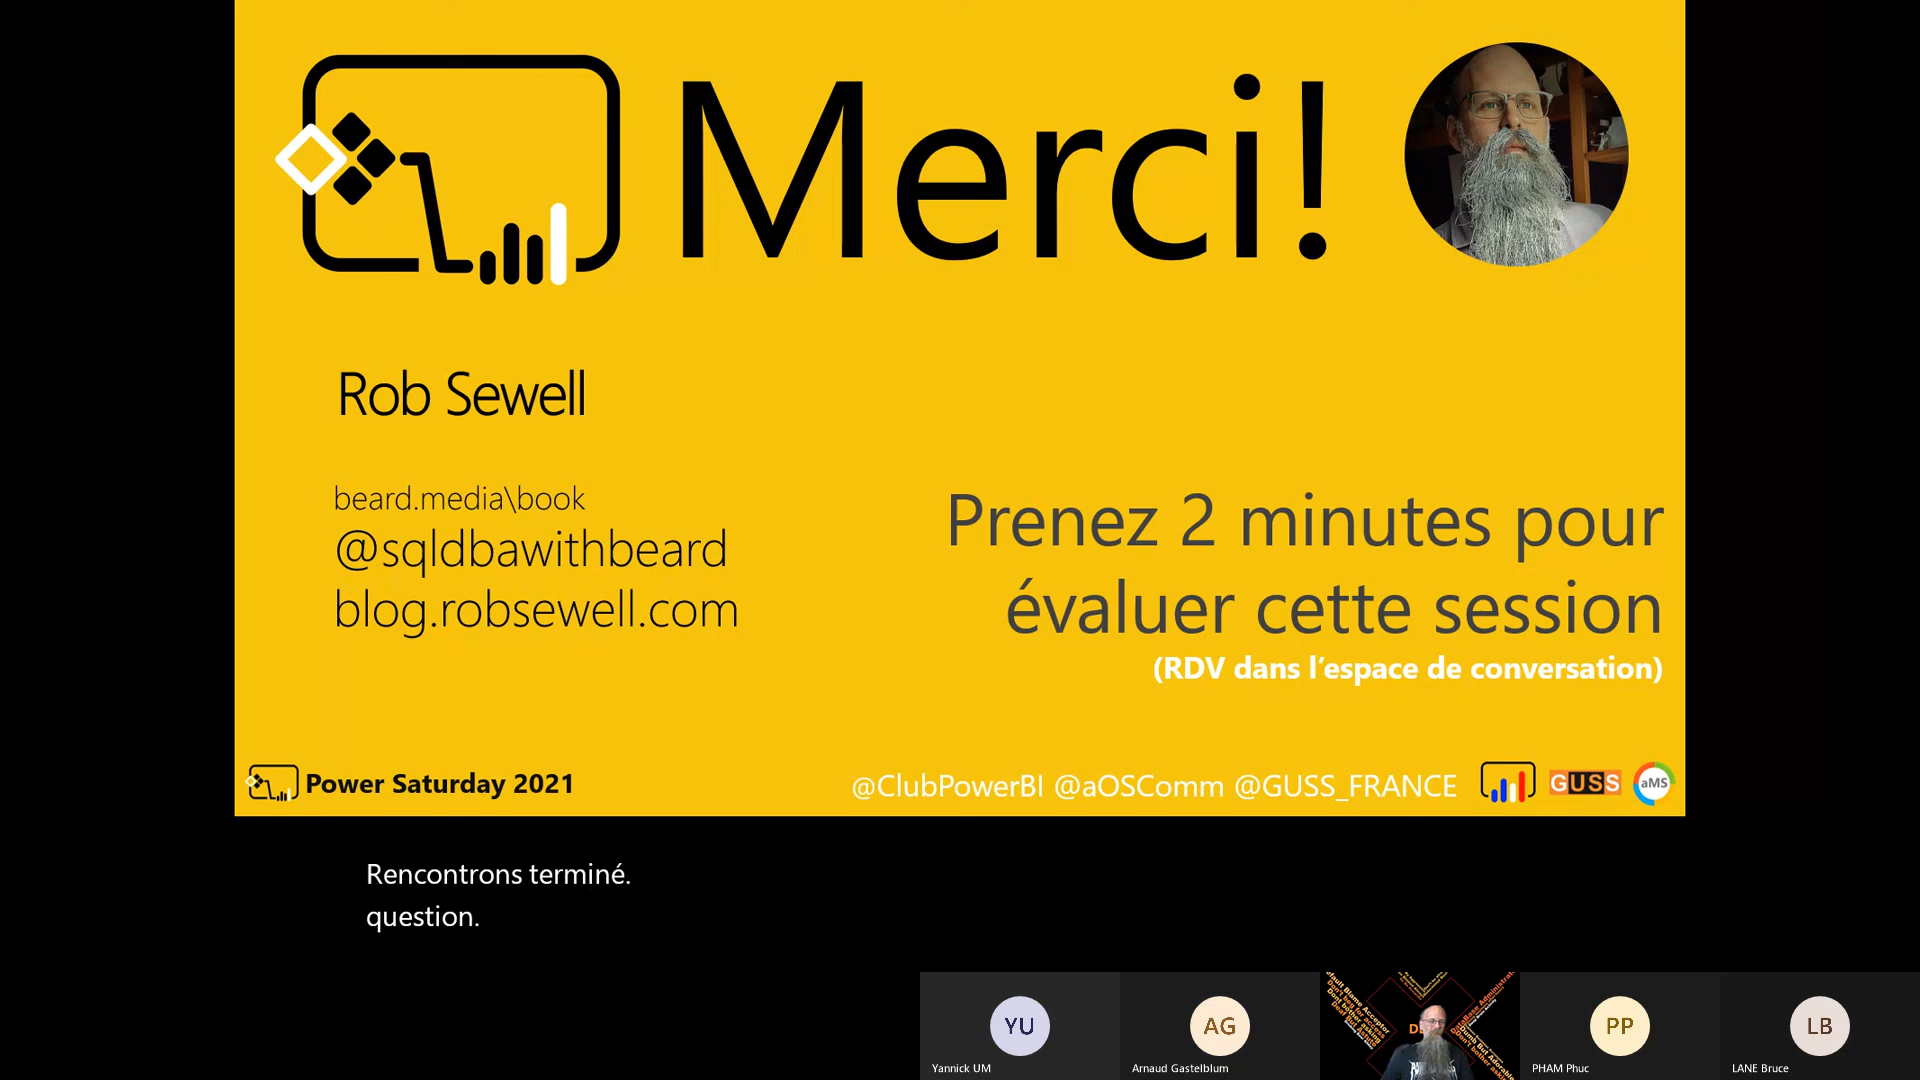 Merci!
Rob Sewell
beard.media\book
@sqldbawithbeard
blog.robsewell.com
Prenez 2 minutes pour
évaluer cette session
(RDV dans l’espace de conversation)
Power Saturday 2021
@ClubPowerBI @aOSComm @GUSS_FRANCE
GUSS
aMS
Rencontrons terminé.
question.
YU
Yannick UM
AG
Arnaud Gastelblum
PP
PHAM Phuc
LB
LANE Bruce